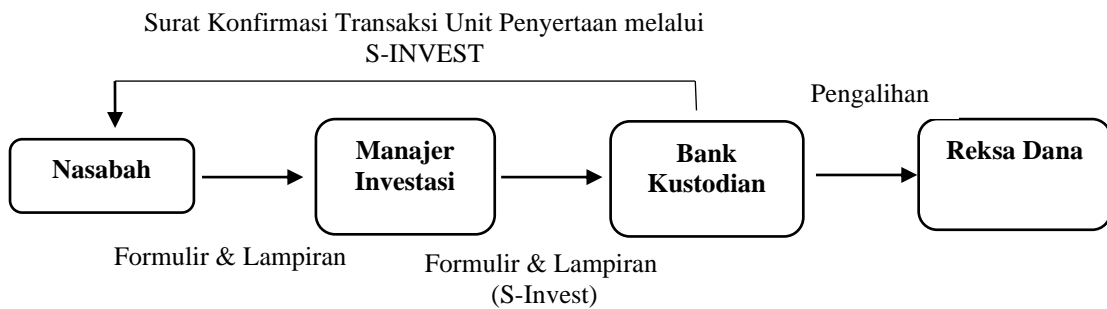 Surat Konfirmasi Transaksi Unit Penyertaan melalui
S-INVEST
Pengalihan
Nasabah
Manajer
Investasi
Bank
Kustodian
Reksa Dana
Formulir & Lampiran
Formulir & Lampiran
(S-Invest)